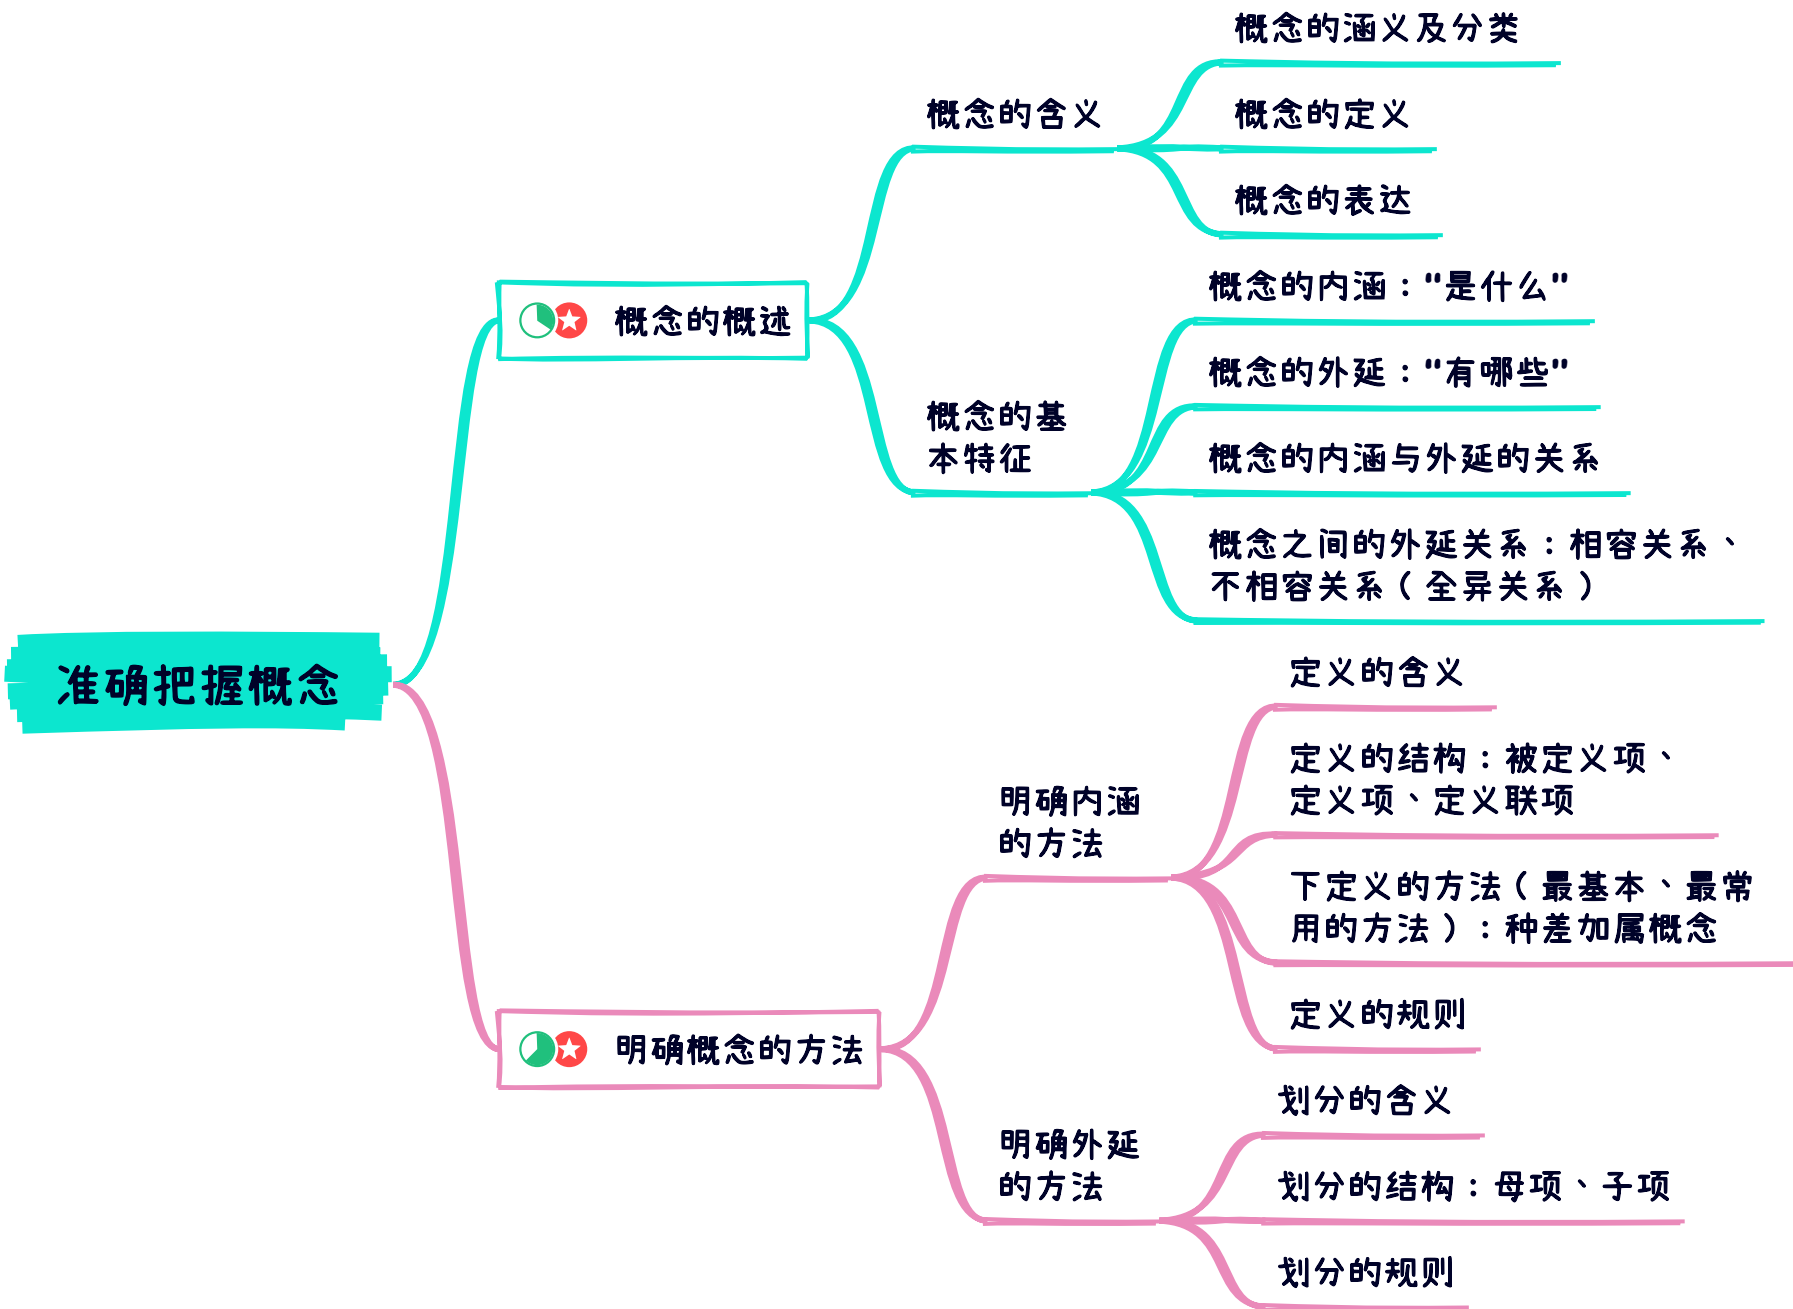 概念的涵义及分类
概念的含义
概念的定义
概念的表达
概念的内涵："是什么"
概念的概述
概念的外延："有哪些"
概念的基
本特征
概念的内涵与外延的关系
概念之间的外延关系：相容关系、
不相容关系（全异关系）
准确把握概念
定义的含义
定义的结构：被定义项、
定义项、定义联项
明确内涵
的方法
下定义的方法（最基本、最常
用的方法）：种差加属概念
定义的规则
明确概念的方法
划分的含义
明确外延
的方法
划分的结构：母项、子项
划分的规则